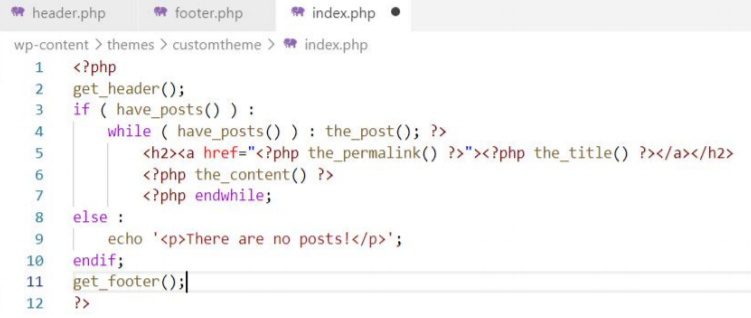 header.php footer.php index.php
wp-content > themes > customtheme > index.php
1 <?php
2 get_header();
3 if ( have_posts() ) :
4 while ( have_posts() ) : the_post(); ?>
5 <h2><a href="<?php the_permalink() ?>"><?php the_title() ?></a></h2>
6 <?php the_content() ?>
7 <?php endwhile;
8 else :
9 echo '<p>There are no posts!</p>';
10 endif;
11 get_footer();
12 ?>